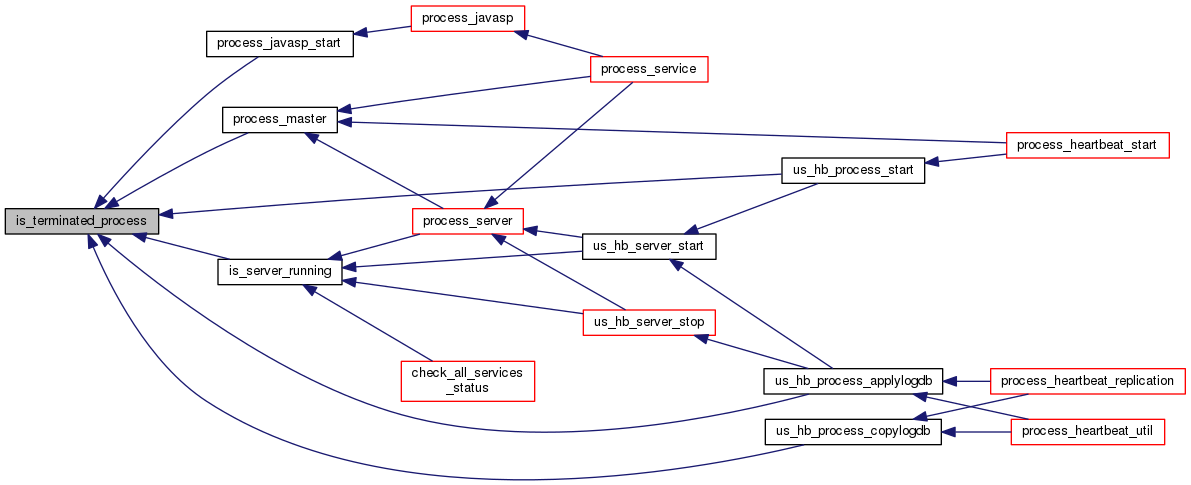 process_javasp
process_javasp_start
process_service
process_master
process_heartbeat_start
us_hb_process_start
is_terminated_process
process_server
us_hb_server_start
is_server_running
us_hb_server_stop
check_all_services
_status
us_hb_process_applylogdb
process_heartbeat_replication
us_hb_process_copylogdb
process_heartbeat_util